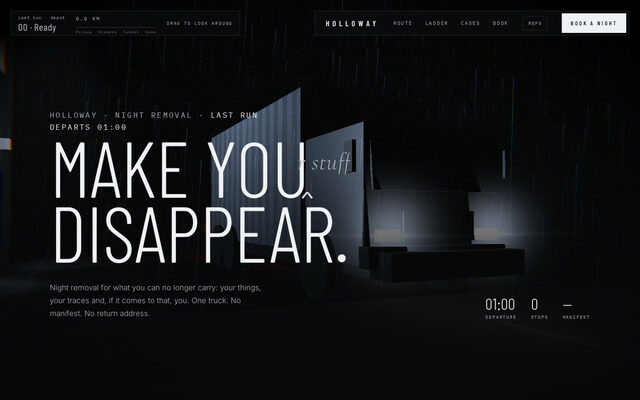 Last run · depot
00 · Ready
0.0 KM
Pickup Streets Tunnel Gone
DRAG TO LOOK AROUND
HOLLOWAY
ROUTE
LADDER
CASES
BOOK
REFS
BOOK A NIGHT
HOLLOWAY · NIGHT REMOVAL · LAST RUN
DEPARTS 01:00
MAKE YOU
r stuff
^
DISAPPEAR.
Night removal for what you can no longer carry: your things,
your traces and, if it comes to that, you. One truck. No
manifest. No return address.
01:00
DEPARTURE
0
STOPS
—
MANIFEST